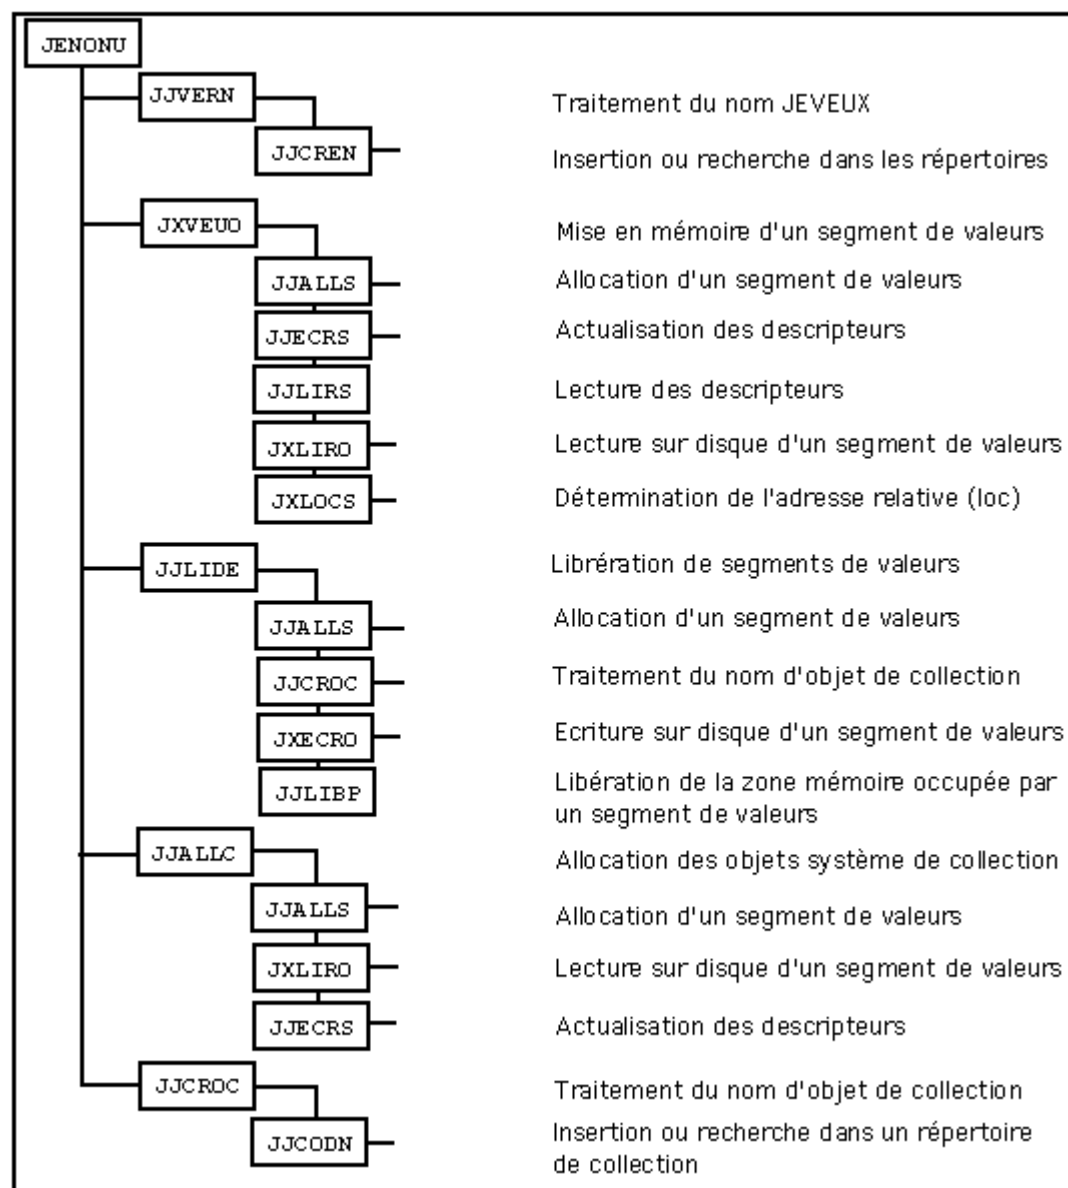 JENONU
JJVERN Traitement du nom JEVEUX
JJCREN Insertion ou recherche dans les répertoires
JXVEUO Mise en mémoire d'un segment de valeurs
JJALLS Allocation d'un segment de valeurs
JJECRS Actualisation des descripteurs
JJLIRS Lecture des descripteurs
JXLIRO Lecture sur disque d'un segment de valeurs
JXLOCS Détermination de l'adresse relative (loc)
JJLIDE Librération de segments de valeurs
JJALLS Allocation d'un segment de valeurs
JJCROC Traitement du nom d'objet de collection
JXECRO Ecriture sur disque d'un segment de valeurs
JJLIBP Libération de la zone mémoire occupée par
un segment de valeurs
JJALLC Allocation des objets système de collection
JJALLS Allocation d'un segment de valeurs
JXLIRO Lecture sur disque d'un segment de valeurs
JJECRS Actualisation des descripteurs
JJCROC Traitement du nom d'objet de collection
JJCODN Insertion ou recherche dans un répertoire
de collection